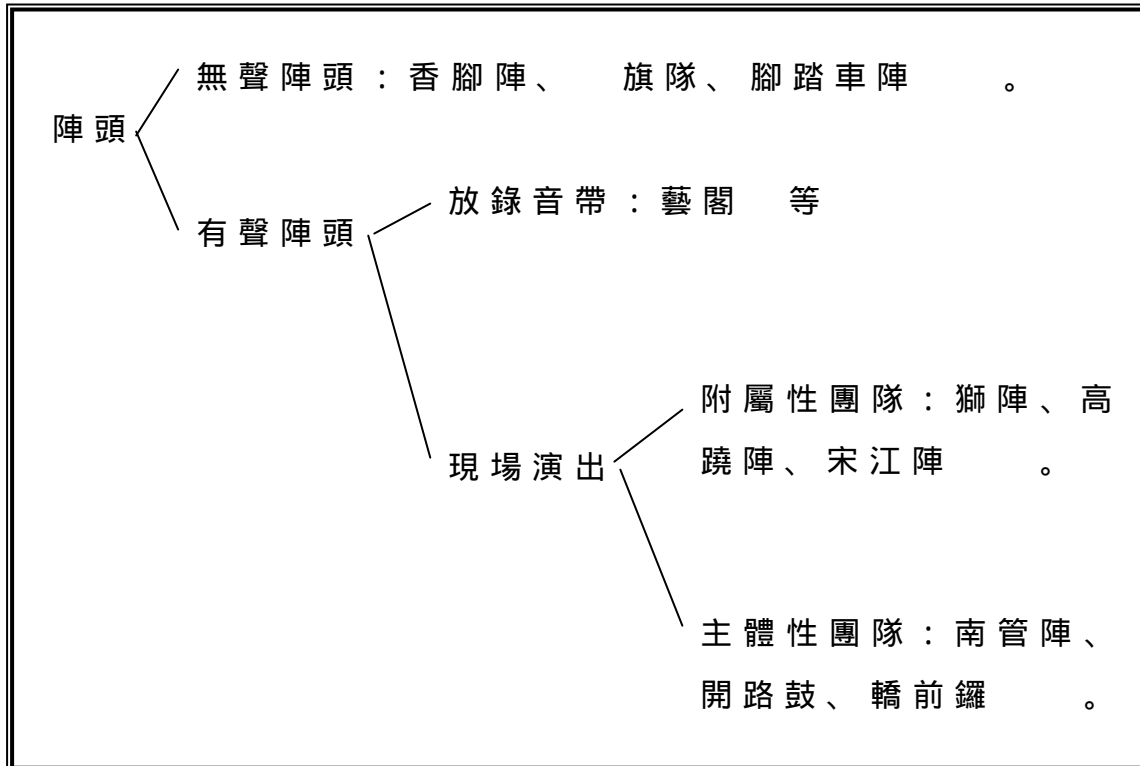 無聲陣頭：香腳陣、 旗隊、腳踏車陣 。
陣頭
放錄音帶：藝閣 等
有聲陣頭
附屬性團隊：獅陣、高
蹺陣、宋江陣 。
現場演出
主體性團隊：南管陣、
開路鼓、轎前鑼 。